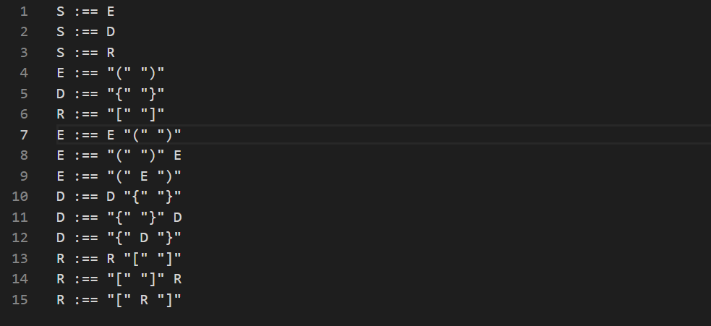 1 S :== E
2 S :== D
3 S :== R
4 E :== "(" ")"
5 D :== "{" "}"
6 R :== "[" "]"
7 E :== E "(" ")"
8 E :== "(" ")" E
9 E :== "(" E ")"
10 D :== D "{" "}"
11 D :== "{" "}" D
12 D :== "{" D "}"
13 R :== R "[" "]"
14 R :== "[" "]" R
15 R :== "[" R "]"